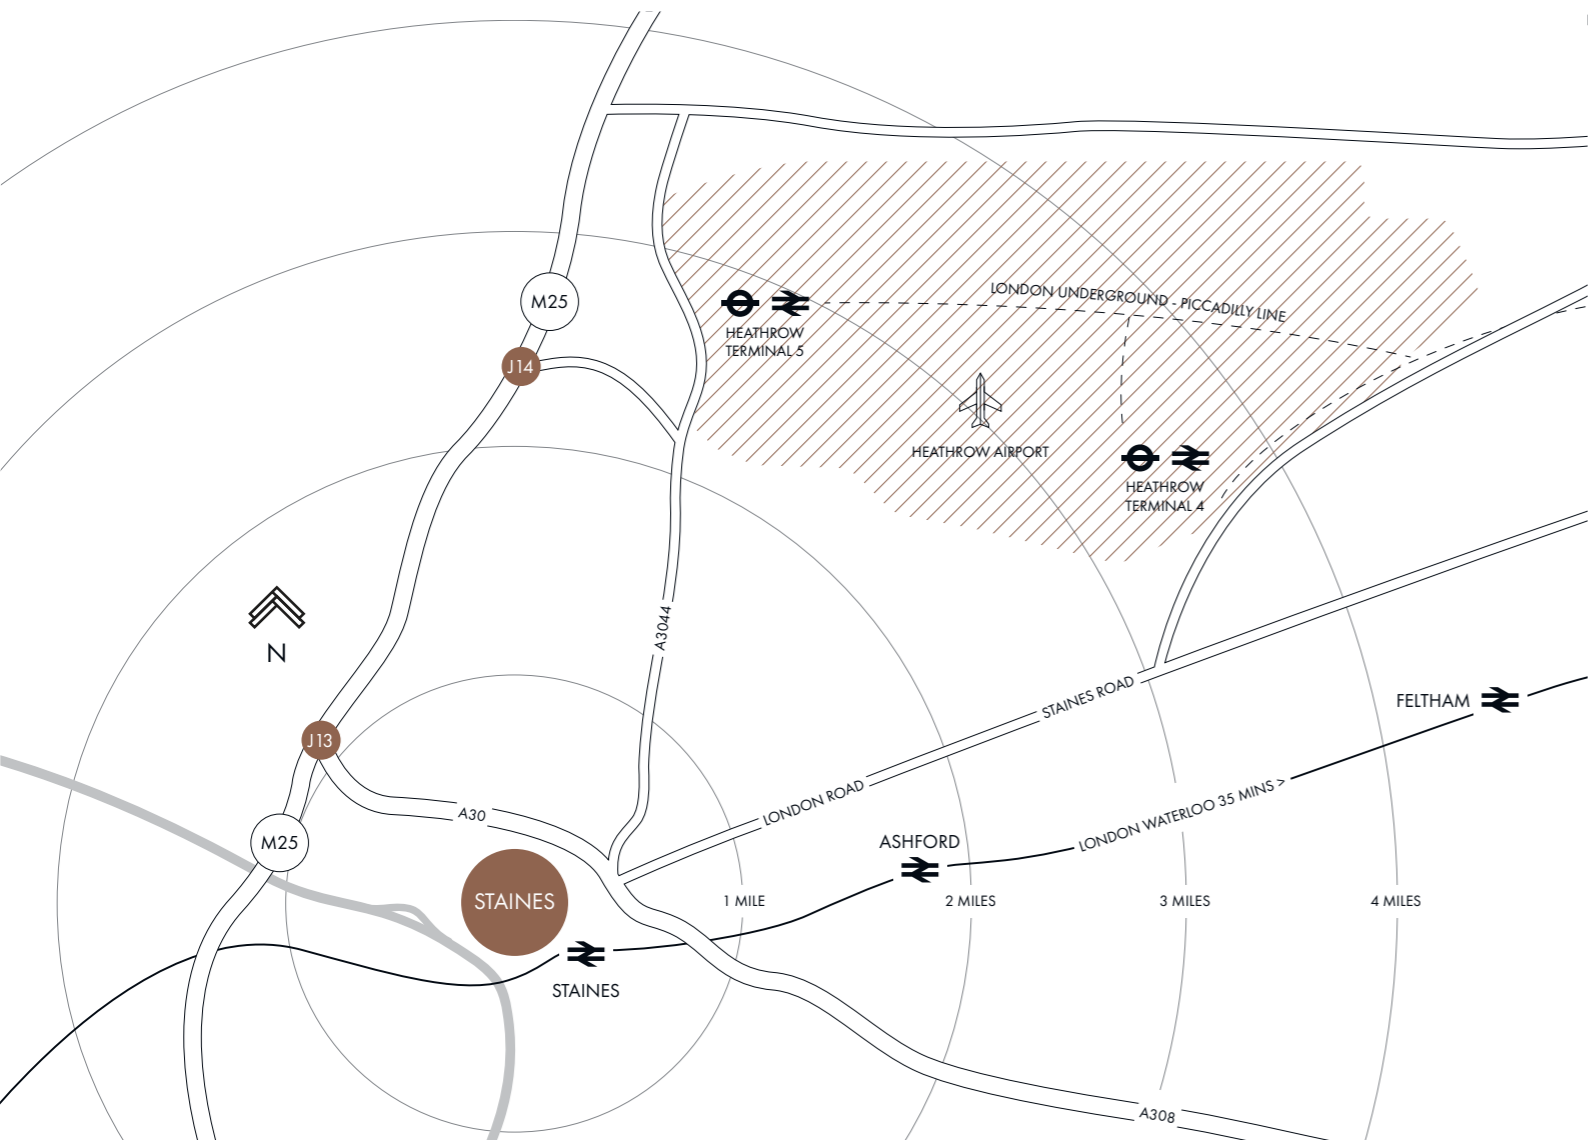 M25
LONDON UNDERGROUND - PICCADILLY LINE
HEATHROW
TERMINAL 5
J14
HEATHROW AIRPORT
HEATHROW
TERMINAL 4
A3044
N
STAINES ROAD
FELTHAM
J13
LONDON ROAD
LONDON WATERLOO 35 MINS >
A30
M25
ASHFORD
STAINES
1 MILE
2 MILES
3 MILES
4 MILES
STAINES
A308